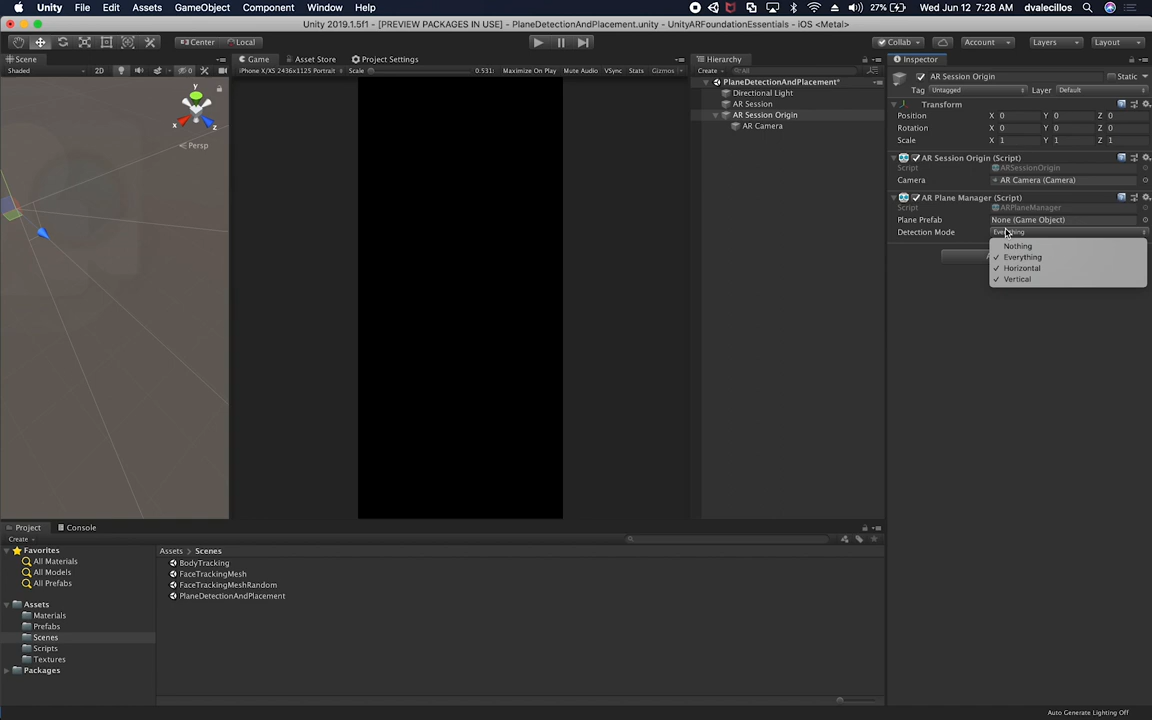 Unity File Edit Assets GameObject Component Window Help 27% Wed Jun 12 7:28 AM dvalecillos
Unity 2019.1.5f1 - [PREVIEW PACKAGES IN USE] - PlaneDetectionAndPlacement.unity - UnityARFoundationEssentials - iOS <Metal>
Center Local Collab Account Layers Layout
Scene Game Asset Store Project Settings Hierarchy Inspector
Shaded 2D 0 iPhone X/XS 2436x1125 Portrait Scale 0.531 Maximize On Play Mute Audio VSync Stats Gizmos Create All
AR Session Origin Static
Tag Untagged Layer Default
PlaneDetectionAndPlacement*
Directional Light
AR Session
AR Session Origin
AR Camera
y
x
z
Persp
Transform
Position X 0 Y 0 Z 0
Rotation X 0 Y 0 Z 0
Scale X 1 Y 1 Z 1
AR Session Origin (Script)
Script ARSessionOrigin
Camera AR Camera (Camera)
AR Plane Manager (Script)
Script ARPlaneManager
Plane Prefab None (Game Object)
Detection Mode Everything
Nothing
✓ Everything
✓ Horizontal
✓ Vertical
Project Console
Create
Favorites
All Materials
All Models
All Prefabs
Assets
Materials
Prefabs
Scenes
Scripts
Textures
Packages
Assets > Scenes
BodyTracking
FaceTrackingMesh
FaceTrackingMeshRandom
PlaneDetectionAndPlacement
Auto Generate Lighting Off